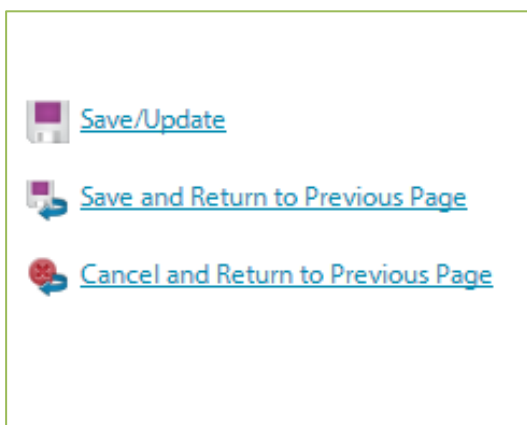 Save/Update
Save and Return to Previous Page
Cancel and Return to Previous Page